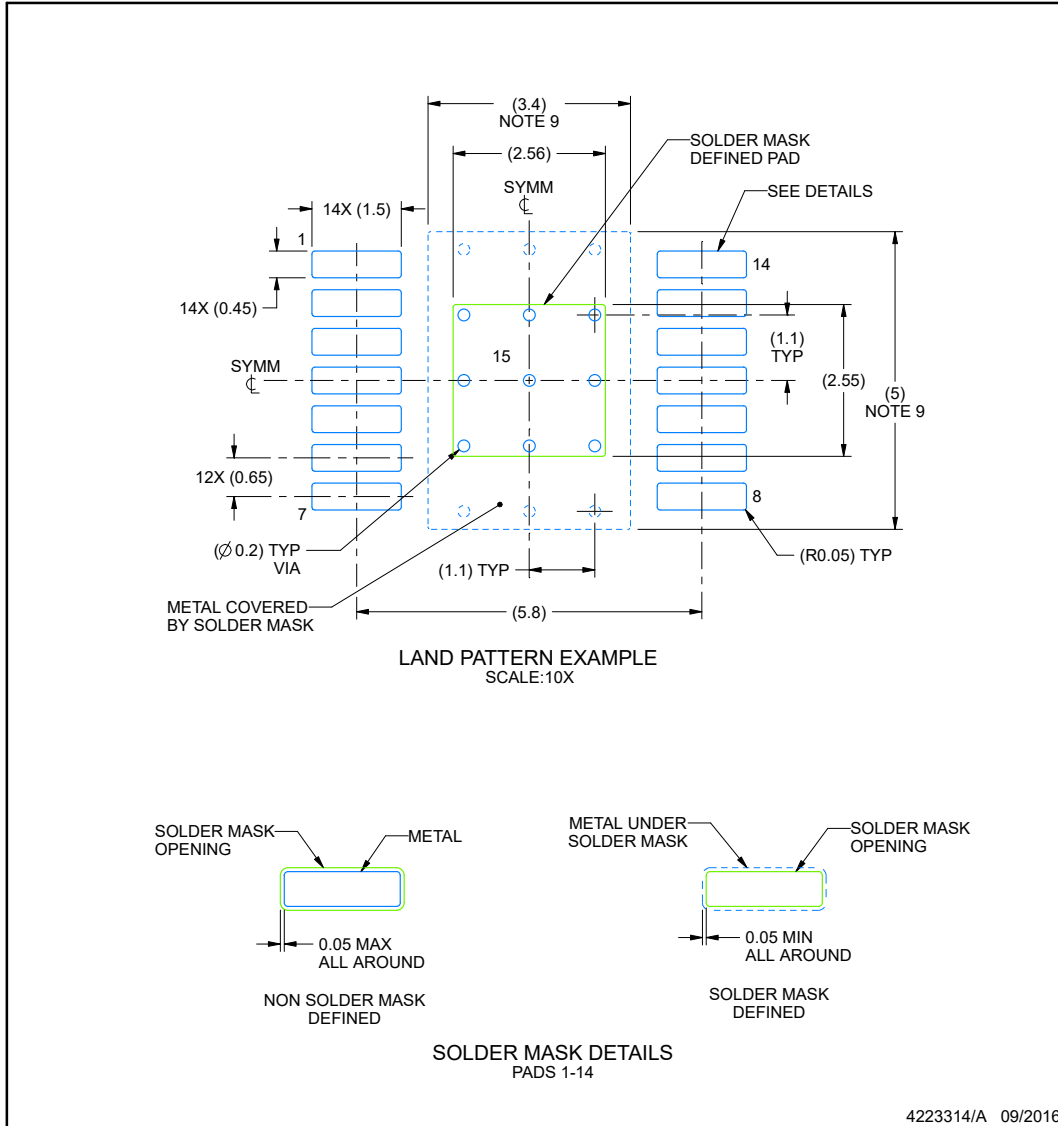 (3.4)
NOTE 9
(2.56)
SOLDER MASK
DEFINED PAD
SYMM
℄
SEE DETAILS
14X (1.5)
1
14
14X (0.45)
(1.1)
TYP
15
SYMM
℄
(2.55)
(5)
NOTE 9
12X (0.65)
7
8
(Ø 0.2) TYP
VIA
(1.1) TYP
(R0.05) TYP
METAL COVERED
BY SOLDER MASK
(5.8)
LAND PATTERN EXAMPLE
SCALE:10X
SOLDER MASK
OPENING
METAL
0.05 MAX
ALL AROUND
NON SOLDER MASK
DEFINED
METAL UNDER
SOLDER MASK
SOLDER MASK
OPENING
0.05 MIN
ALL AROUND
SOLDER MASK
DEFINED
SOLDER MASK DETAILS
PADS 1-14
4223314/A 09/2016